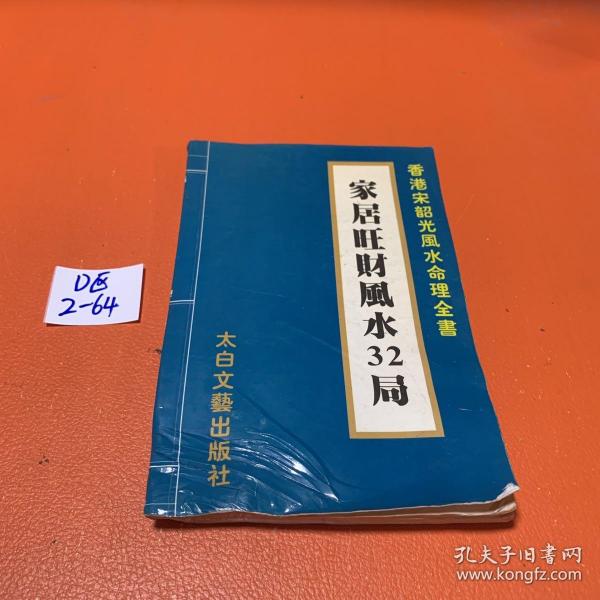 香港宋韶光風水命理全書
家居旺財風水32局
太白文藝出版社
D区
2-64
孔夫子旧书网
www.kongfz.com